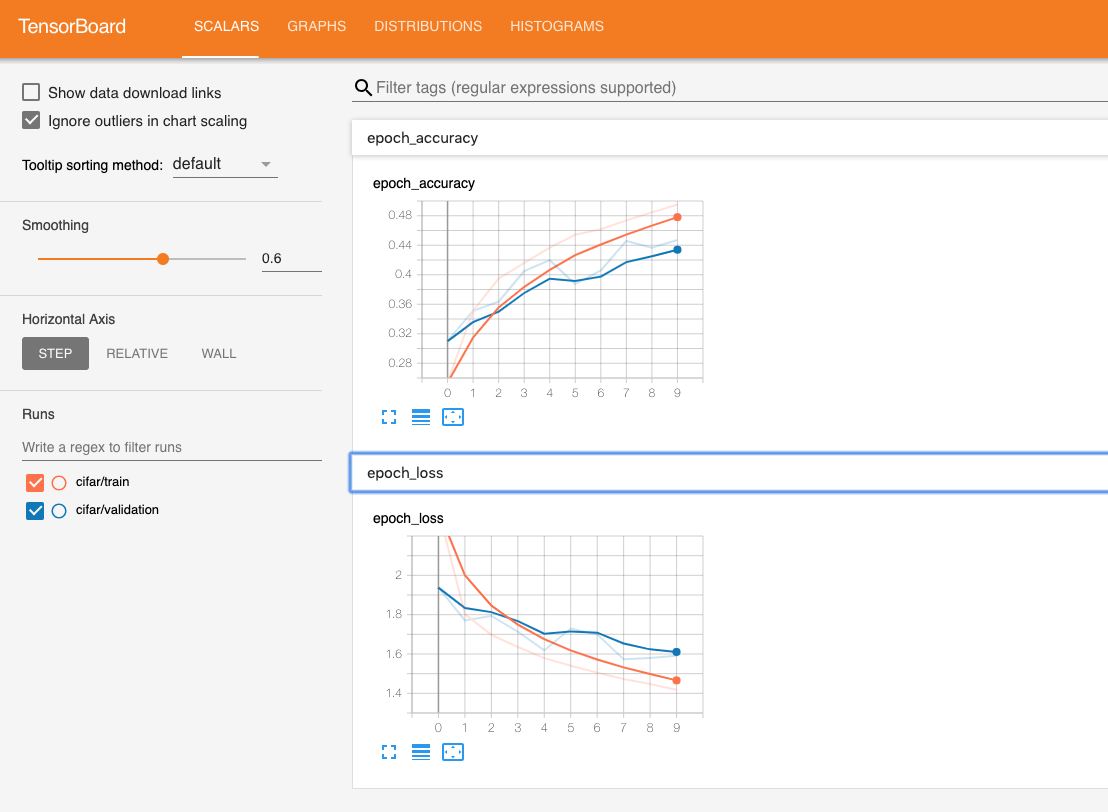 TensorBoard SCALARS GRAPHS DISTRIBUTIONS HISTOGRAMS
Show data download links
Ignore outliers in chart scaling
Tooltip sorting method: default
Smoothing
0.6
Horizontal Axis
STEP RELATIVE WALL
Runs
Write a regex to filter runs
cifar/train
cifar/validation
Filter tags (regular expressions supported)
epoch_accuracy
epoch_accuracy
0.48
0.44
0.4
0.36
0.32
0.28
0 1 2 3 4 5 6 7 8 9
epoch_loss
epoch_loss
2
1.8
1.6
1.4
0 1 2 3 4 5 6 7 8 9